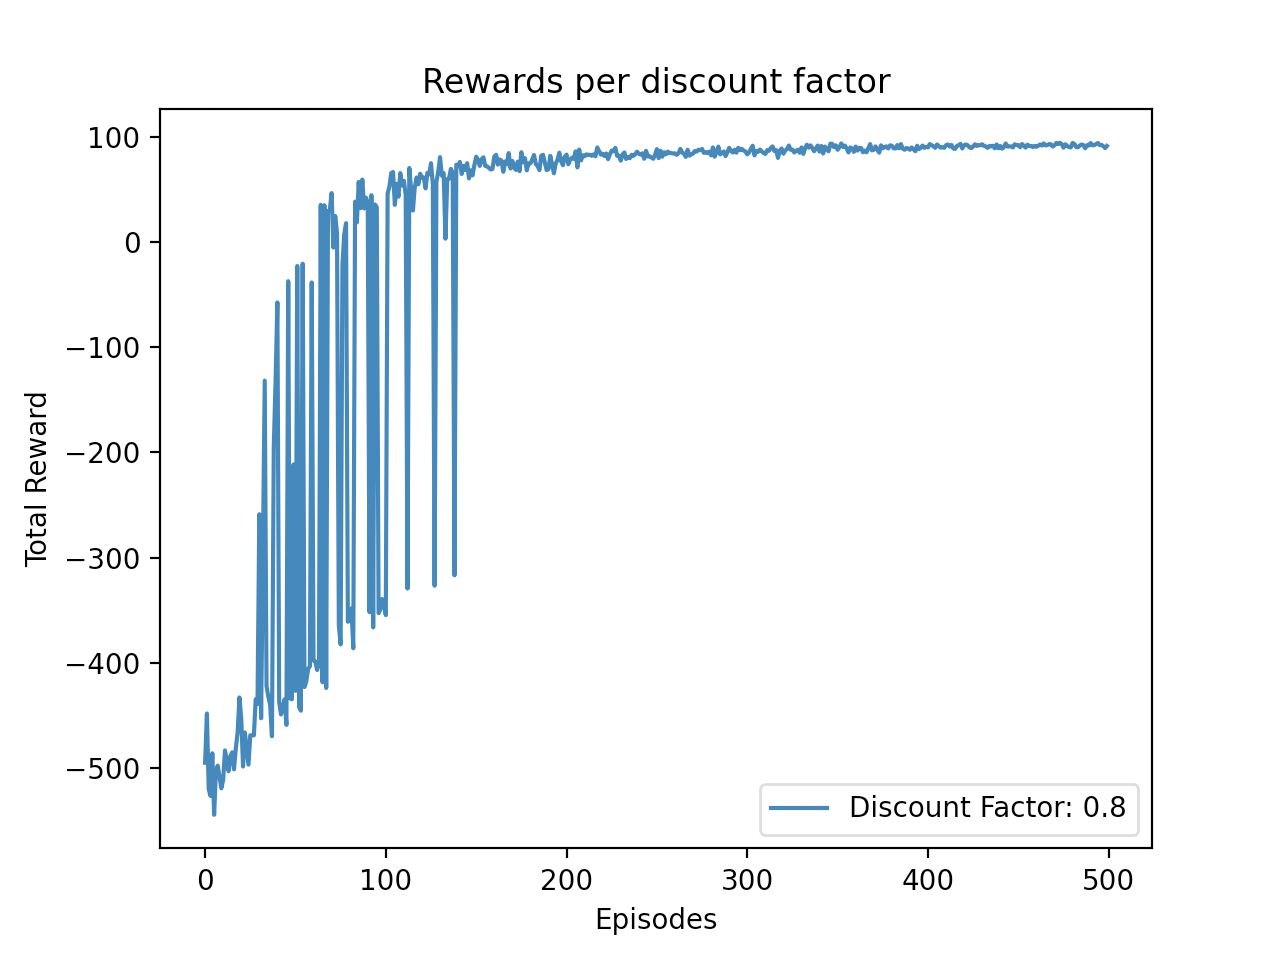 Rewards per discount factor
100
0
−100
−200
−300
−400
−500
Total Reward
Discount Factor: 0.8
0 100 200 300 400 500
Episodes